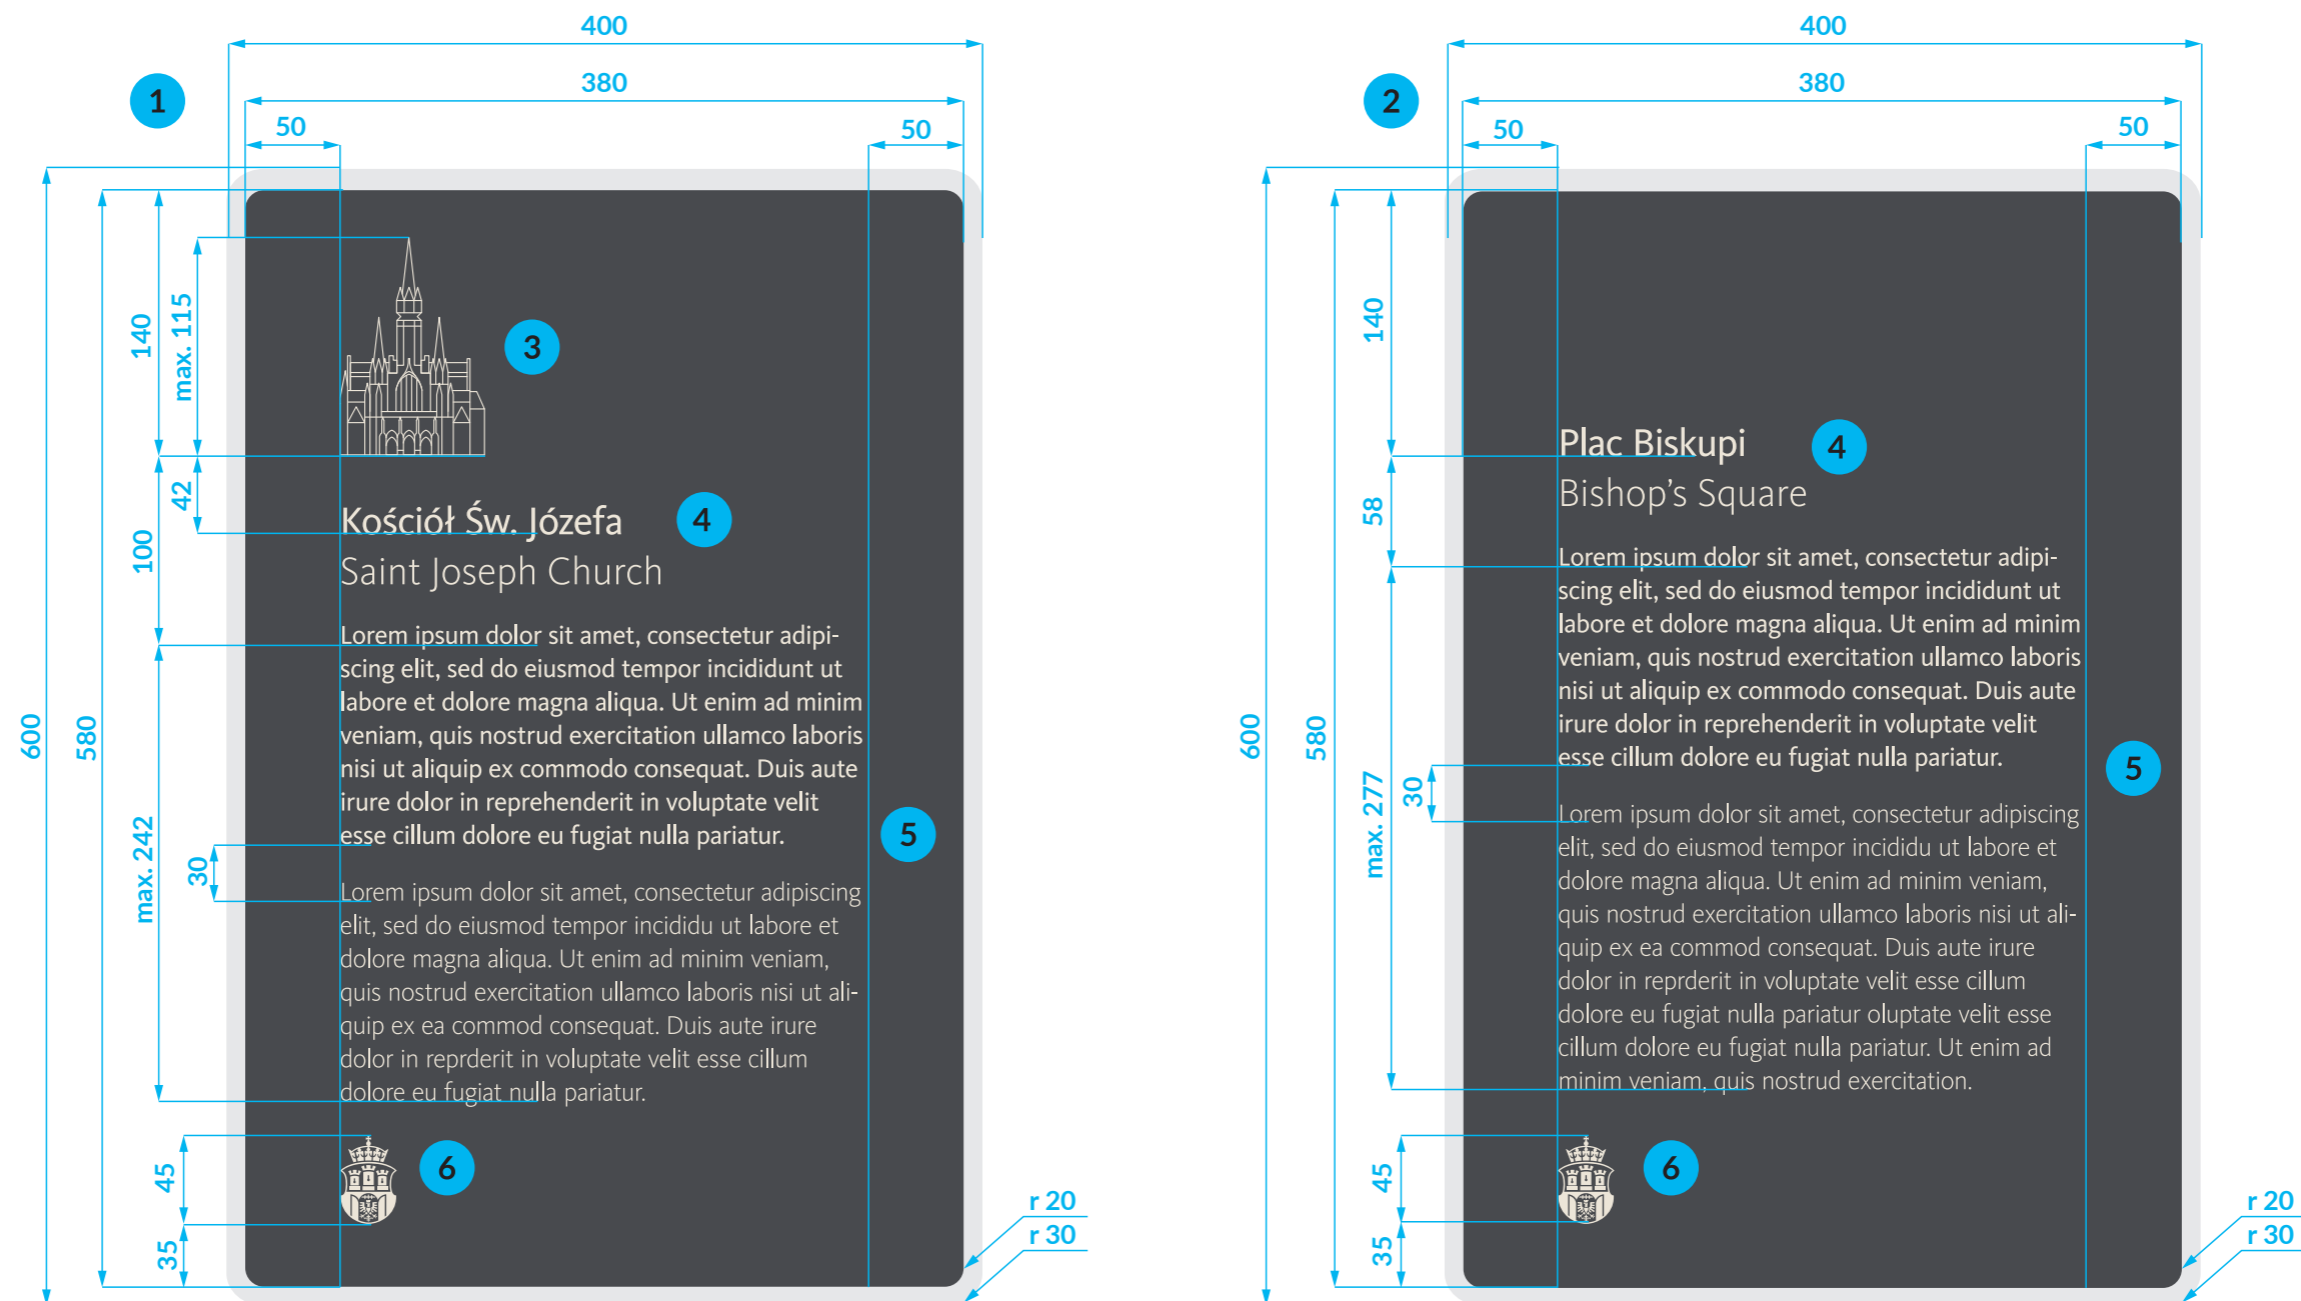 400
380
1
50
50
600
580
140
max. 115
3
42
100
Kościół Św. Józefa
4
Saint Joseph Church
Lorem ipsum dolor sit amet, consectetur adipi-
scing elit, sed do eiusmod tempor incididunt ut
labore et dolore magna aliqua. Ut enim ad minim
veniam, quis nostrud exercitation ullamco laboris
nisi ut aliquip ex commodo consequat. Duis aute
irure dolor in reprehenderit in voluptate velit
esse cillum dolore eu fugiat nulla pariatur.
5
max. 242
30
Lorem ipsum dolor sit amet, consectetur adipiscing
elit, sed do eiusmod tempor incididu ut labore et
dolore magna aliqua. Ut enim ad minim veniam,
quis nostrud exercitation ullamco laboris nisi ut ali-
quip ex ea commod consequat. Duis aute irure
dolor in reprderit in voluptate velit esse cillum
dolore eu fugiat nulla pariatur.
45
6
35
r 20
r 30
400
380
2
50
50
600
580
140
Plac Biskupi
4
Bishop's Square
58
Lorem ipsum dolor sit amet, consectetur adipi-
scing elit, sed do eiusmod tempor incididunt ut
labore et dolore magna aliqua. Ut enim ad minim
veniam, quis nostrud exercitation ullamco laboris
nisi ut aliquip ex commodo consequat. Duis aute
irure dolor in reprehenderit in voluptate velit
esse cillum dolore eu fugiat nulla pariatur.
5
max. 277
30
Lorem ipsum dolor sit amet, consectetur adipiscing
elit, sed do eiusmod tempor incididu ut labore et
dolore magna aliqua. Ut enim ad minim veniam,
quis nostrud exercitation ullamco laboris nisi ut ali-
quip ex ea commod consequat. Duis aute irure
dolor in reprderit in voluptate velit esse cillum
dolore eu fugiat nulla pariatur oluptate velit esse
cillum dolore eu fugiat nulla pariatur. Ut enim ad
minim veniam, quis nostrud exercitation.
45
6
35
r 20
r 30